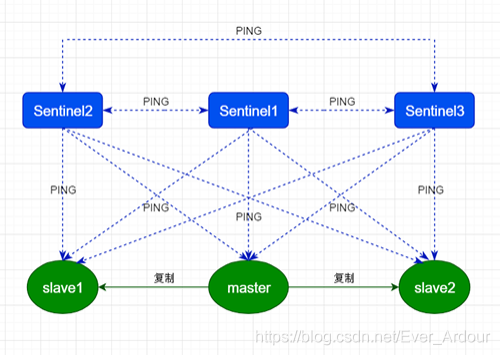 PING
Sentinel2 PING Sentinel1 PING Sentinel3
PING PING PING PING PING
复制 复制
slave1 master slave2
https://blog.csdn.net/Ever_Ardour